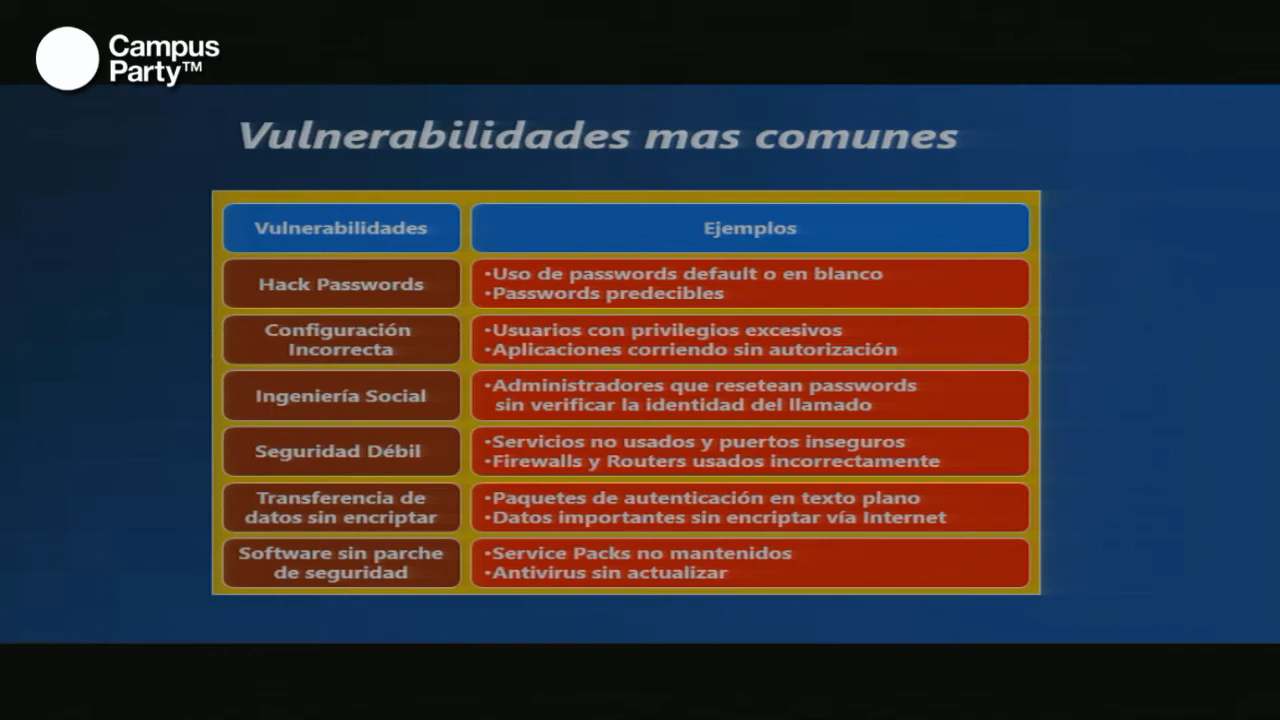 Campus
Party™
Vulnerabilidades mas comunes
Vulnerabilidades
Ejemplos
Hack Passwords
•Uso de passwords default o en blanco
•Passwords predecibles
Configuración
Incorrecta
•Usuarios con privilegios excesivos
•Aplicaciones corriendo sin autorización
Ingeniería Social
•Administradores que resetean passwords
sin verificar la identidad del llamado
Seguridad Débil
•Servicios no usados y puertos inseguros
•Firewalls y Routers usados incorrectamente
Transferencia de
datos sin encriptar
•Paquetes de autenticación en texto plano
•Datos importantes sin encriptar vía Internet
Software sin parche
de seguridad
•Service Packs no mantenidos
•Antivirus sin actualizar